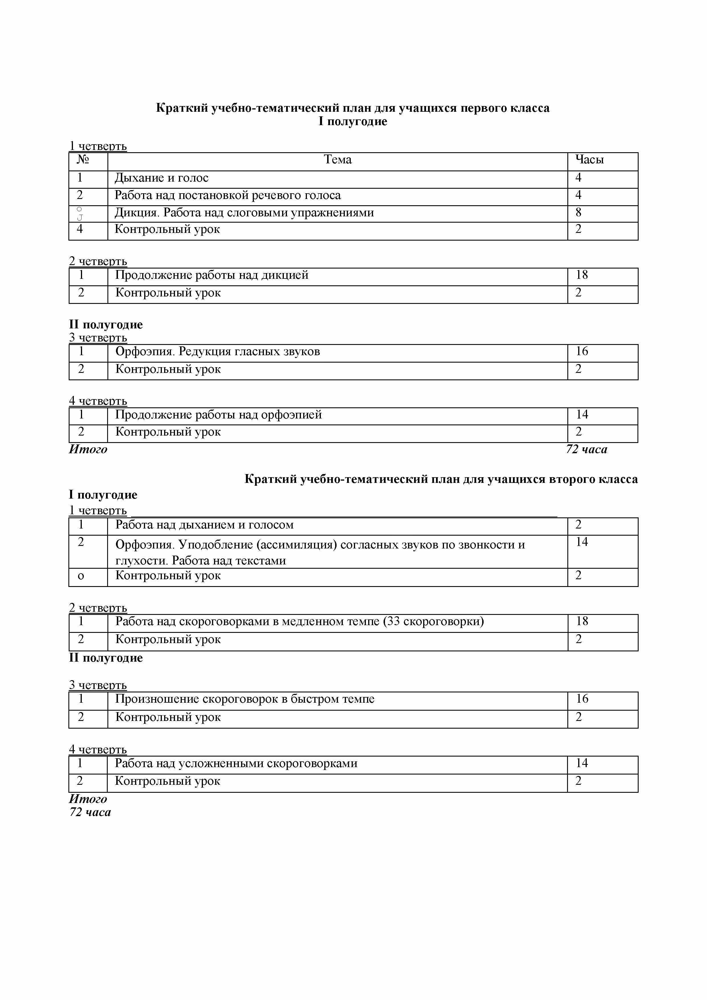 Краткий учебно-тематический план для учащихся первого класса
I полугодие
1 четверть
№ Тема Часы
1 Дыхание и голос 4
2 Работа над постановкой речевого голоса 4
о
J Дикция. Работа над слоговыми упражнениями 8
4 Контрольный урок 2
2 четверть
1 Продолжение работы над дикцией 18
2 Контрольный урок 2
II полугодие
3 четверть
1 Орфоэпия. Редукция гласных звуков 16
2 Контрольный урок 2
4 четверть
1 Продолжение работы над орфоэпией 14
2 Контрольный урок 2
Итого 72 часа
Краткий учебно-тематический план для учащихся второго класса
I полугодие
1 четверть
1 Работа над дыханием и голосом 2
2 Орфоэпия. Уподобление (ассимиляция) согласных звуков по звонкости и 14
глухости. Работа над текстами
о Контрольный урок 2
2 четверть
1 Работа над скороговорками в медленном темпе (33 скороговорки) 18
2 Контрольный урок 2
II полугодие
3 четверть
1 Произношение скороговорок в быстром темпе 16
2 Контрольный урок 2
4 четверть
1 Работа над усложненными скороговорками 14
2 Контрольный урок 2
Итого
72 часа